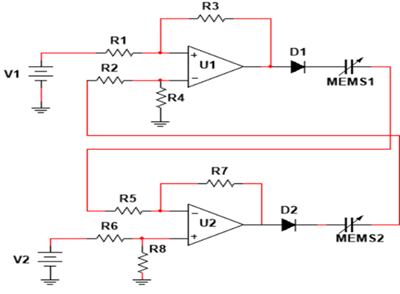 R3
R1
D1
V1
R2
+
U1
−
MEMS1
R4
R7
R5
D2
R6
−
U2
+
MEMS2
V2
R8